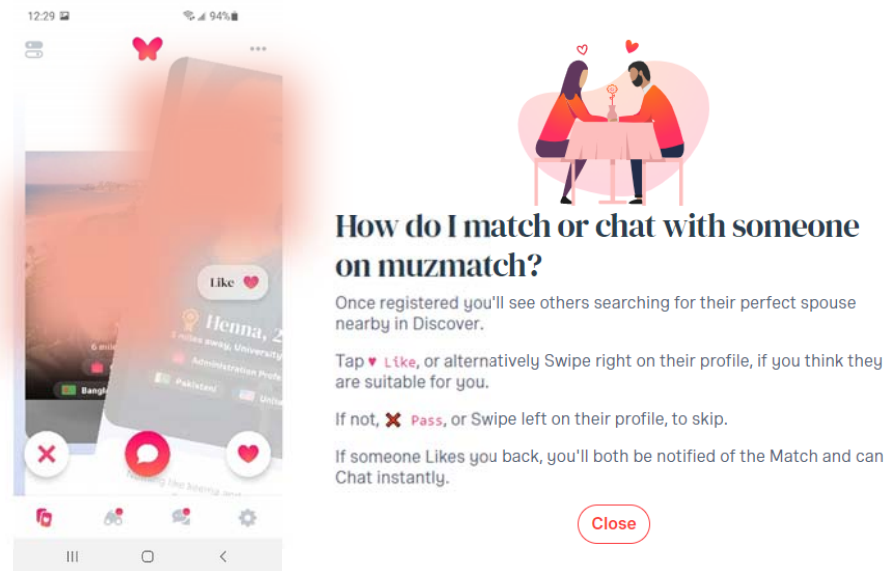 12:29
94%
Like
Henna, 2
5 miles away, University
6 mile
Administration Profe
Bangla
Pakistani
Unite
How do I match or chat with someone
on muzmatch?
Once registered you'll see others searching for their perfect spouse
nearby in Discover.
Tap ♥ Like, or alternatively Swipe right on their profile, if you think they
are suitable for you.
If not, ❌ Pass, or Swipe left on their profile, to skip.
If someone Likes you back, you'll both be notified of the Match and can
Chat instantly.
Close